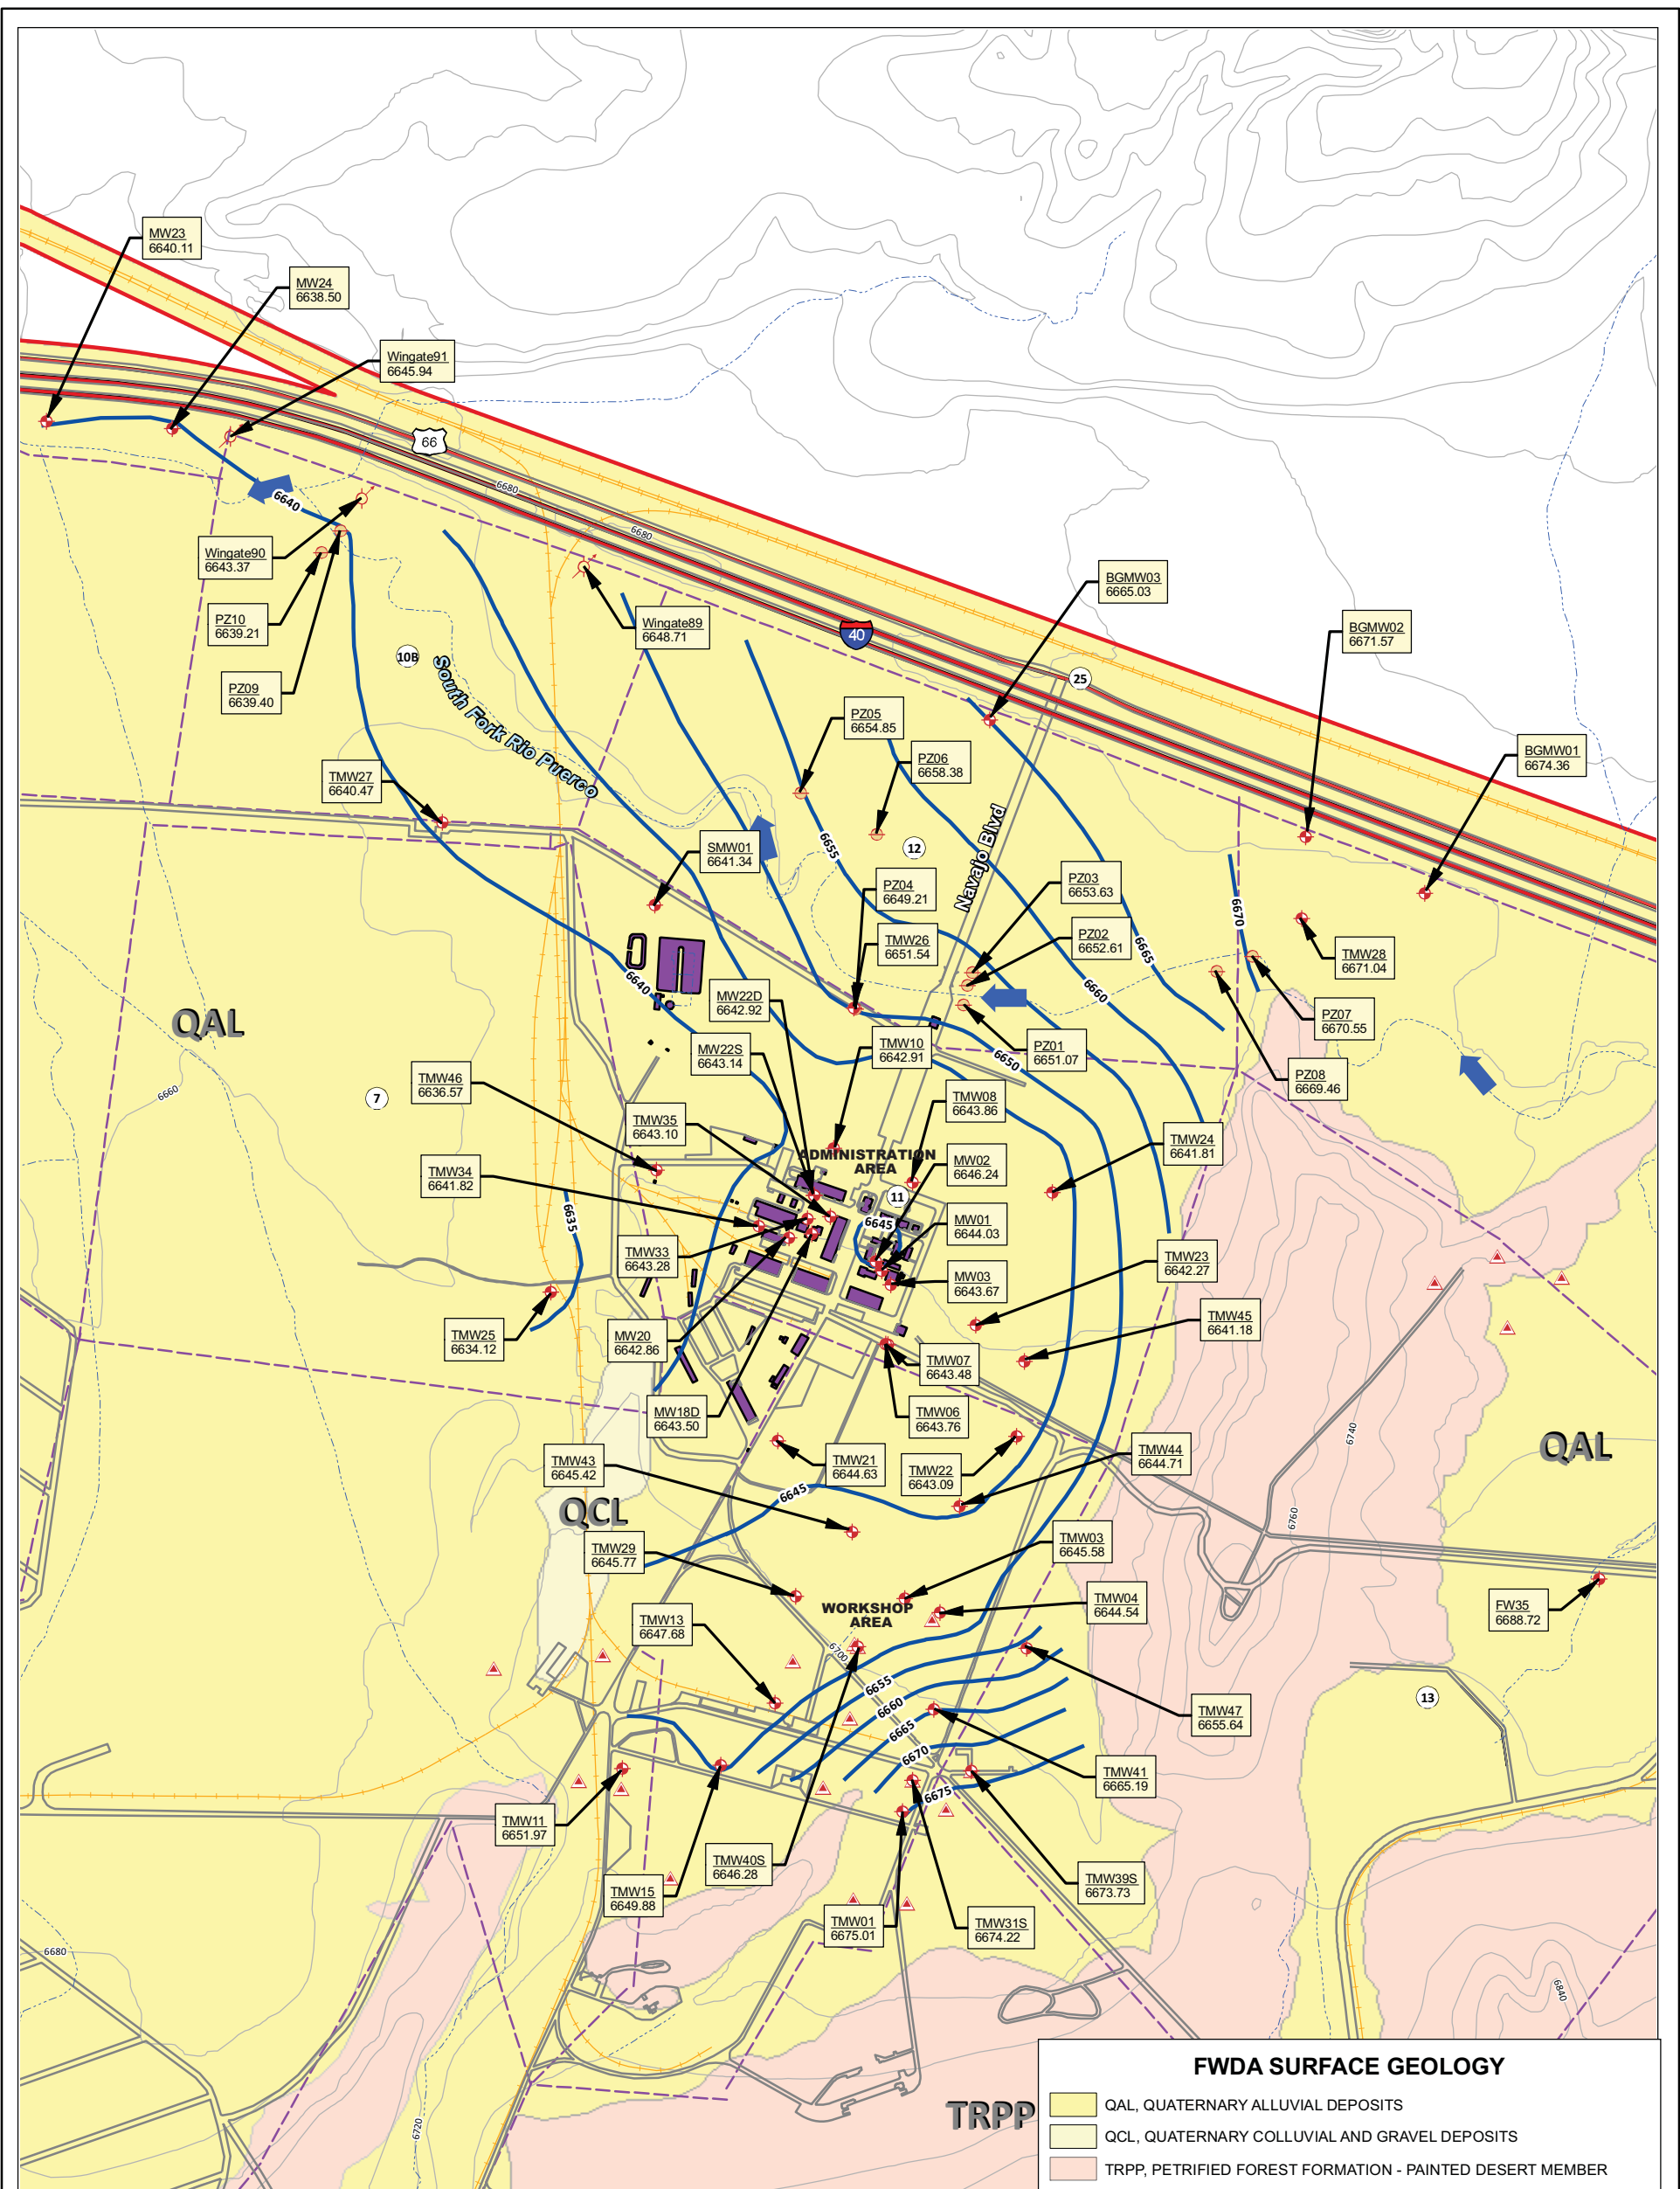 MW23
6640.11
MW24
6638.50
Wingate91
6645.94
66
6680
6640
6680
Wingate90
6643.37
BGMW03
6665.03
PZ10
6639.21
Wingate89
6648.71
40
BGMW02
6671.57
10B
South Fork Rio Puerco
25
PZ09
6639.40
PZ05
6654.85
PZ06
6658.38
BGMW01
6674.36
TMW27
6640.47
SMW01
6641.34
6655
12
Navajo Blvd
PZ04
6649.21
PZ03
6653.63
6670
PZ02
6652.61
TMW26
6651.54
TMW28
6671.04
6665
6640
6660
MW22D
6642.92
QAL
PZ07
6670.55
MW22S
6643.14
TMW10
6642.91
6650
PZ01
6651.07
PZ08
6669.46
TMW46
6636.57
6660
7
TMW35
6643.10
TMW08
6643.86
TMW24
6641.81
ADMINISTRATION
AREA
TMW34
6641.82
MW02
6646.24
11
6635
6645
MW01
6644.03
TMW33
6643.28
TMW23
6642.27
MW03
6643.67
TMW25
6634.12
MW20
6642.86
TMW45
6641.18
TMW07
6643.48
MW18D
6643.50
TMW06
6643.76
6740
QAL
TMW43
6645.42
TMW21
6644.63
TMW22
6643.09
TMW44
6644.71
6645
QCL
6760
TMW29
6645.77
TMW03
6645.58
TMW04
6644.54
FW35
6688.72
WORKSHOP
AREA
TMW13
6647.68
6700
6655
13
6660
TMW47
6655.64
6665
6670
TMW41
6665.19
6675
TMW11
6651.97
TMW40S
6646.28
TMW39S
6673.73
TMW15
6649.88
TMW01
6675.01
TMW31S
6674.22
6680
6840
6720
TRPP
FWDA SURFACE GEOLOGY
QAL, QUATERNARY ALLUVIAL DEPOSITS
QCL, QUATERNARY COLLUVIAL AND GRAVEL DEPOSITS
TRPP, PETRIFIED FOREST FORMATION - PAINTED DESERT MEMBER